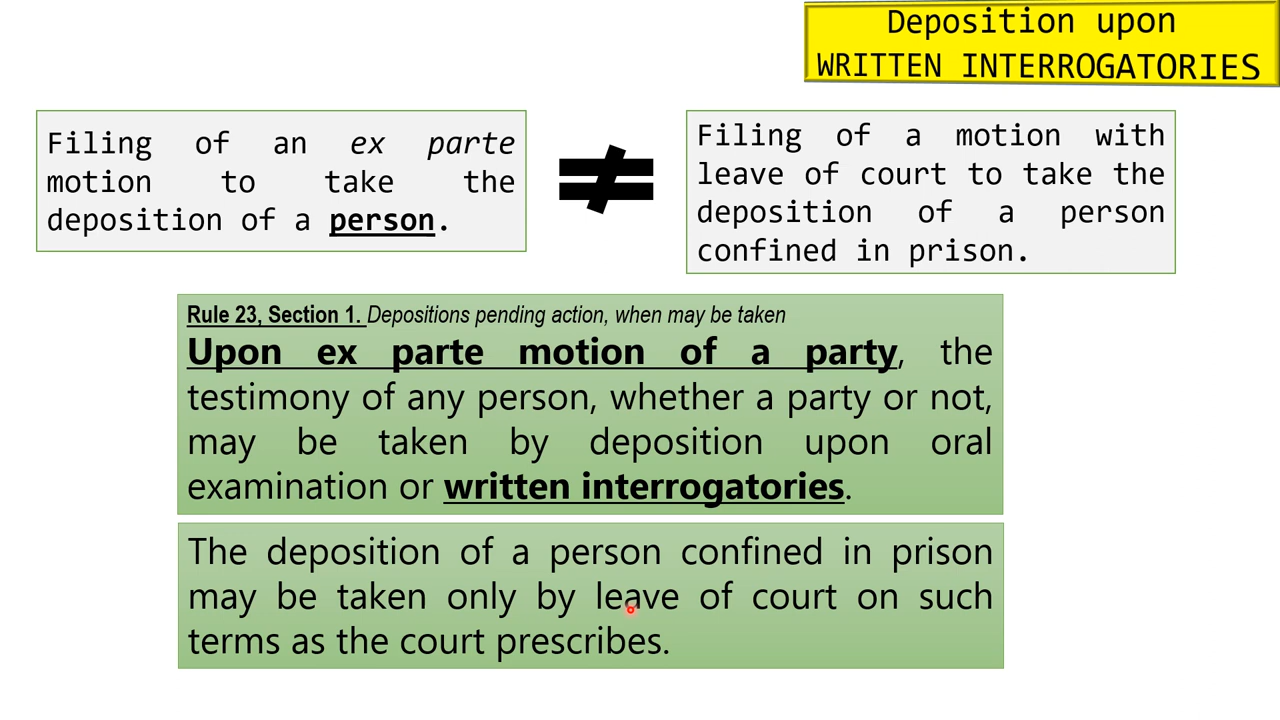 Deposition upon
WRITTEN INTERROGATORIES
Filing of an ex parte
motion to take the
deposition of a person.
≠
Filing of a motion with
leave of court to take the
deposition of a person
confined in prison.
Rule 23, Section 1. Depositions pending action, when may be taken
Upon ex parte motion of a party, the
testimony of any person, whether a party or not,
may be taken by deposition upon oral
examination or written interrogatories.
The deposition of a person confined in prison
may be taken only by leave of court on such
terms as the court prescribes.